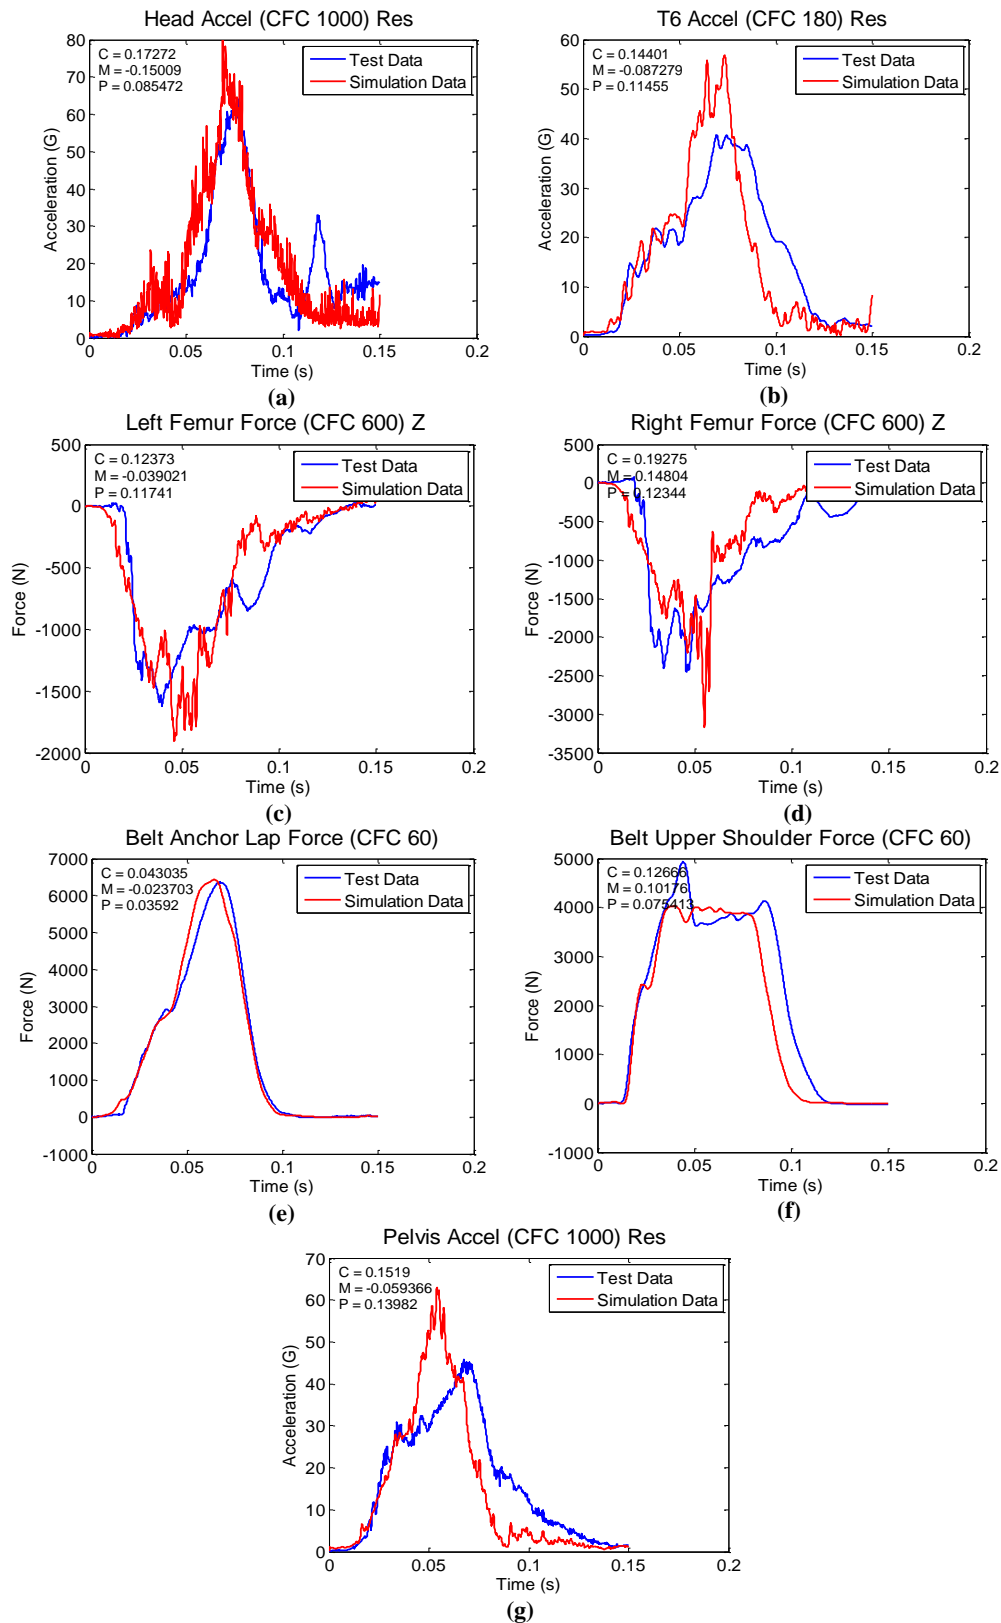 Head Accel (CFC 1000) Res
C = 0.17272
M = -0.15009
P = 0.085472
Test Data
Simulation Data
80
70
60
50
40
30
20
10
0
Acceleration (G)
0 0.05 0.1 0.15 0.2
Time (s)
(a)
T6 Accel (CFC 180) Res
C = 0.14401
M = -0.087279
P = 0.11455
Test Data
Simulation Data
60
50
40
30
20
10
0
Acceleration (G)
0 0.05 0.1 0.15 0.2
Time (s)
(b)
Left Femur Force (CFC 600) Z
C = 0.12373
M = -0.039021
P = 0.11741
Test Data
Simulation Data
500
0
-500
-1000
-1500
-2000
Force (N)
0 0.05 0.1 0.15 0.2
Time (s)
(c)
Right Femur Force (CFC 600) Z
C = 0.19275
M = 0.14804
P = 0.12344
Test Data
Simulation Data
500
0
-500
-1000
-1500
-2000
-2500
-3000
-3500
Force (N)
0 0.05 0.1 0.15 0.2
Time (s)
(d)
Belt Anchor Lap Force (CFC 60)
C = 0.043035
M = -0.023703
P = 0.03592
Test Data
Simulation Data
7000
6000
5000
4000
3000
2000
1000
0
-1000
Force (N)
0 0.05 0.1 0.15 0.2
Time (s)
(e)
Belt Upper Shoulder Force (CFC 60)
C = 0.12666
M = 0.10176
P = 0.075413
Test Data
Simulation Data
5000
4000
3000
2000
1000
0
-1000
Force (N)
0 0.05 0.1 0.15 0.2
Time (s)
(f)
Pelvis Accel (CFC 1000) Res
C = 0.1519
M = -0.059366
P = 0.13982
Test Data
Simulation Data
70
60
50
40
30
20
10
0
Acceleration (G)
0 0.05 0.1 0.15 0.2
Time (s)
(g)